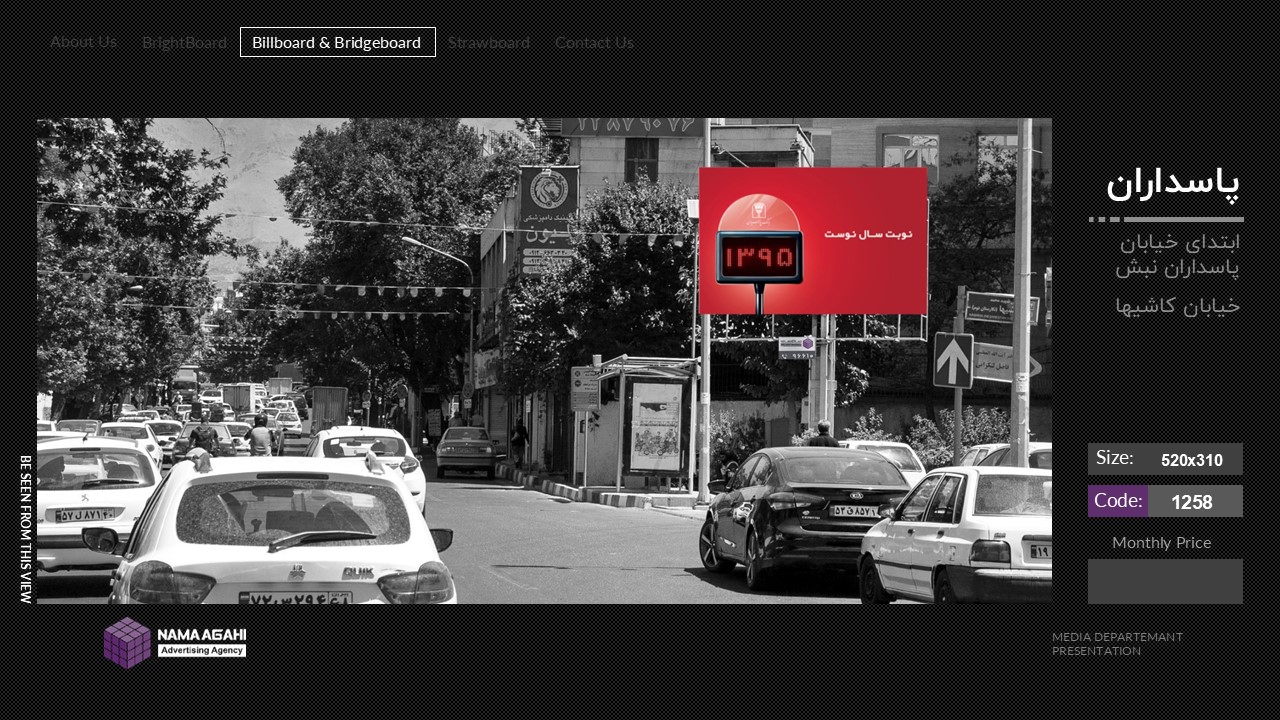 About Us
BrightBoard
Billboard & Bridgeboard
Strawboard
Contact Us
۲۲۸۷۹۰۷۶
نوبت سال نوست
۱۳۹۵
پاسداران
ابتدای خیابان
پاسداران نبش
خیابان کاشیها
Size: 520x310
Code: 1258
Monthly Price
BE SEEN FROM THIS VIEW
NAMA AGAHI
Advertising Agency
MEDIA DEPARTEMANT
PRESENTATION